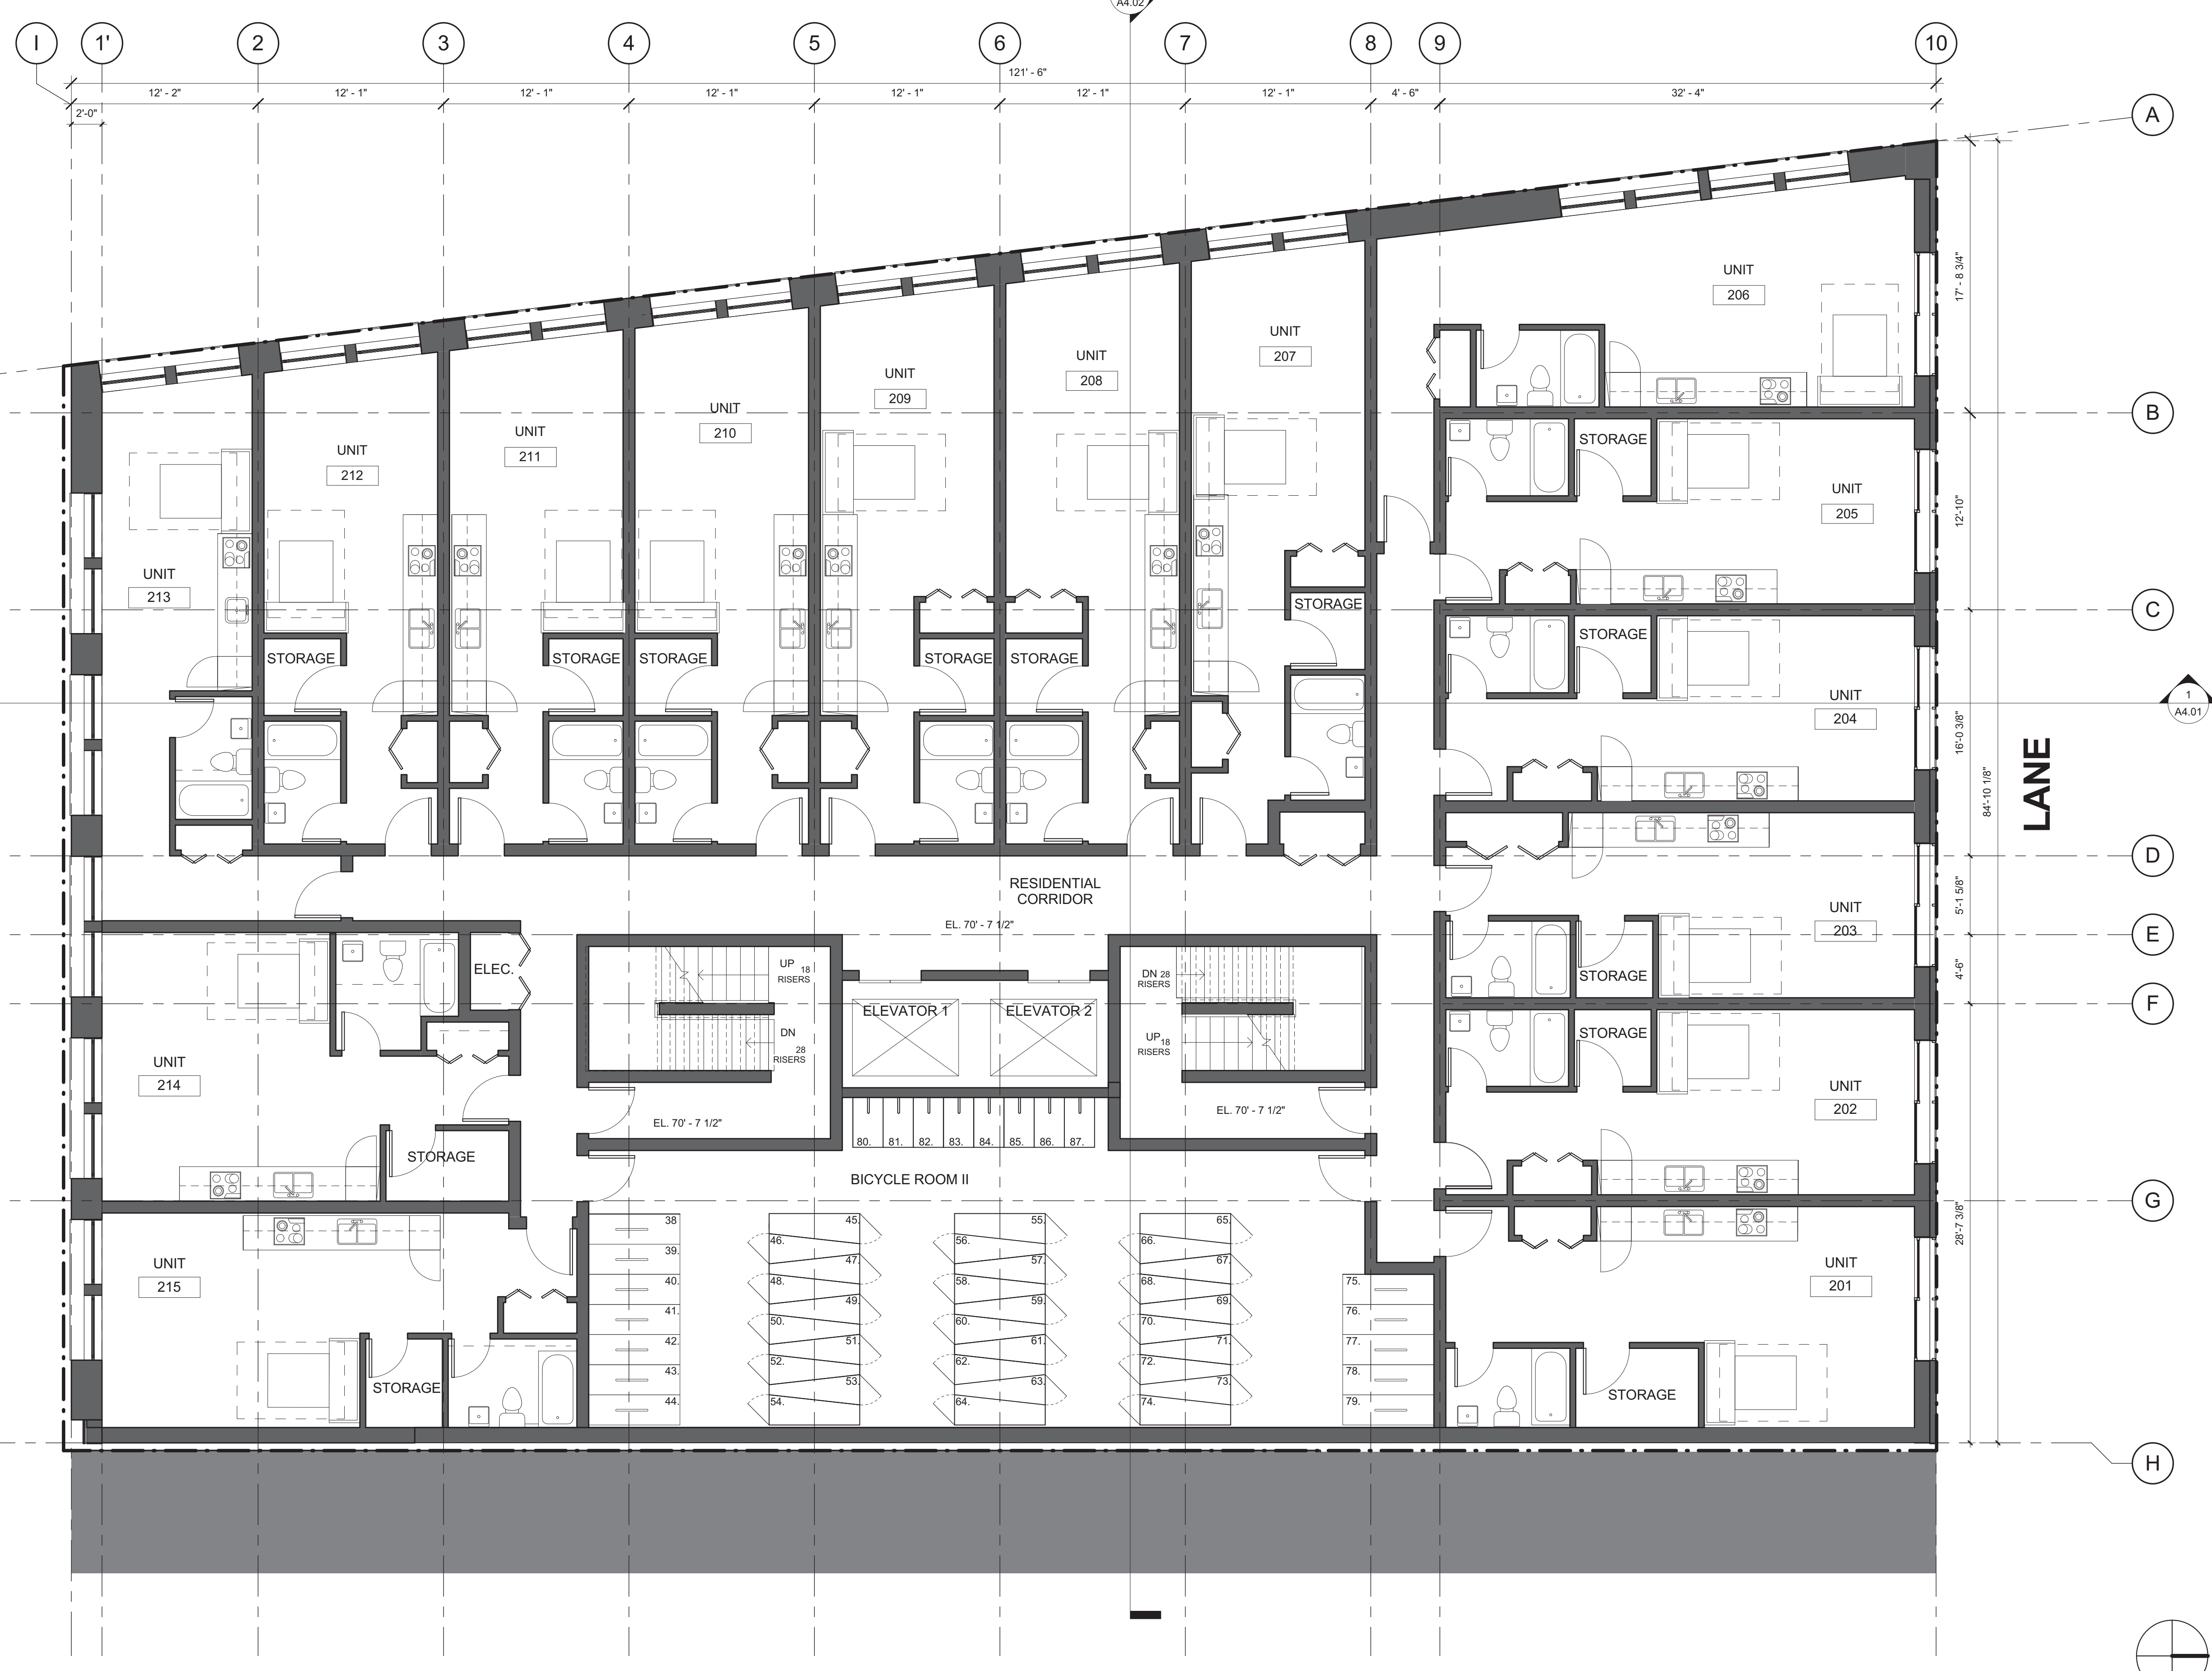 A4.02
I
1'
2
3
4
5
6
7
8
9
10
121' - 6"
12' - 2"
12' - 1"
12' - 1"
12' - 1"
12' - 1"
12' - 1"
12' - 1"
4' - 6"
32' - 4"
2'-0"
A
B
C
D
E
F
G
H
17' - 8 3/4"
12'-10"
16'-0 3/8"
5'-1 5/8"
4'-6"
28'-7 3/8"
84'-10 1/8"
LANE
1
A4.01
UNIT
206
UNIT
207
UNIT
208
UNIT
209
UNIT
210
UNIT
211
UNIT
212
UNIT
213
STORAGE
STORAGE
STORAGE
STORAGE
STORAGE
STORAGE
STORAGE
UNIT
205
STORAGE
UNIT
204
UNIT
203
STORAGE
STORAGE
UNIT
202
UNIT
201
STORAGE
RESIDENTIAL
CORRIDOR
EL. 70' - 7 1/2"
ELEC.
UP 18
RISERS
DN
28
RISERS
ELEVATOR 1
ELEVATOR 2
DN 28
RISERS
UP 18
RISERS
EL. 70' - 7 1/2"
EL. 70' - 7 1/2"
UNIT
214
STORAGE
80.
81.
82.
83.
84.
85.
86.
87.
BICYCLE ROOM II
UNIT
215
STORAGE
38
39.
40.
41.
42.
43.
44.
45.
46.
47.
48.
49.
50.
51.
52.
53.
54.
55.
56.
57.
58.
59.
60.
61.
62.
63.
64.
65.
66.
67.
68.
69.
70.
71.
72.
73.
74.
75.
76.
77.
78.
79.